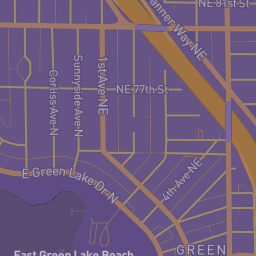 NE 81st St
anner Way NE
NE 77th St
Corliss Ave N
Sunnyside Ave N
1st Ave NE
E Green Lake Dr N
4th Ave NE
East Green Lake Beach
GREEN